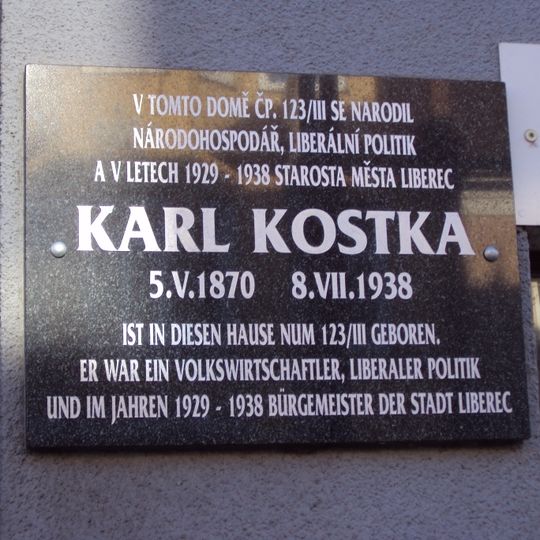 V TOMTO DOMĚ ČP. 123/III SE NARODIL
NÁRODOHOSPODÁŘ, LIBERÁLNÍ POLITIK
A V LETECH 1929 - 1938 STAROSTA MĚSTA LIBEREC
KARL KOSTKA
5.V.1870 8.VII.1938
IST IN DIESEN HAUSE NUM 123/III GEBOREN.
ER WAR EIN VOLKSWIRTSCHAFTLER, LIBERALER POLITIK
UND IM JAHREN 1929 - 1938 BÜRGEMEISTER DER STADT LIBEREC